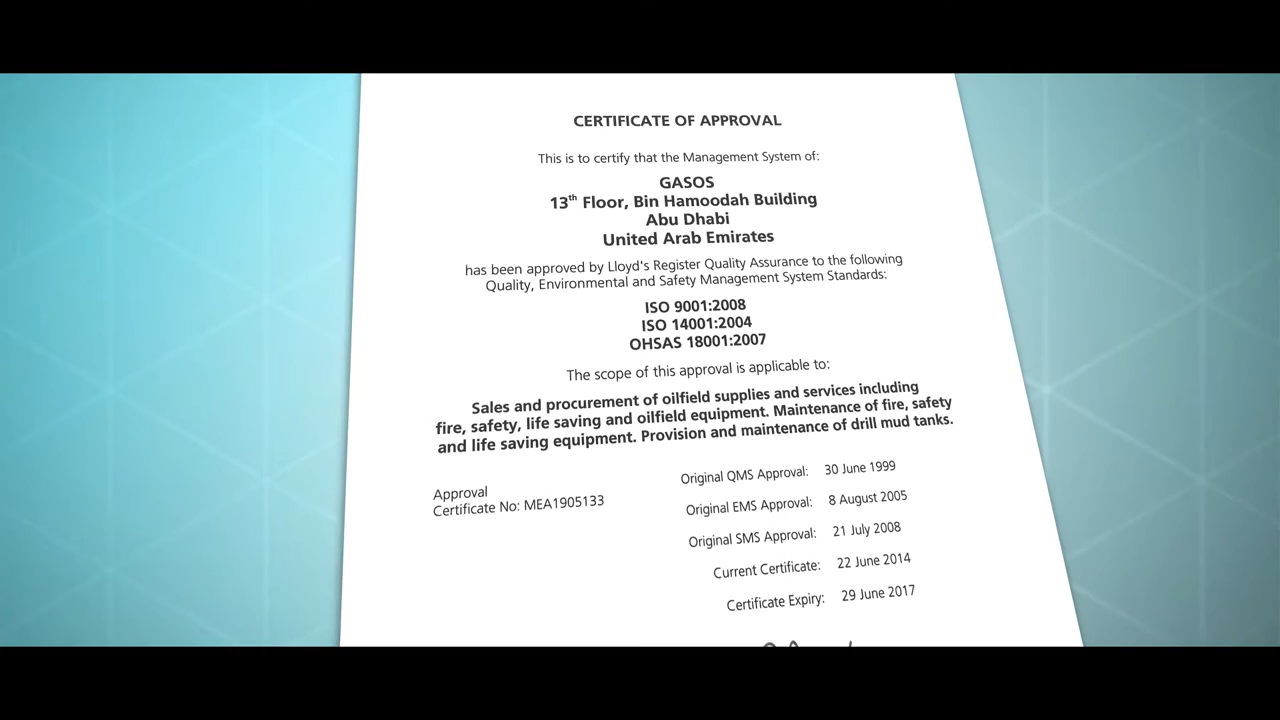 CERTIFICATE OF APPROVAL
This is to certify that the Management System of:
GASOS
13th Floor, Bin Hamoodah Building
Abu Dhabi
United Arab Emirates
has been approved by Lloyd's Register Quality Assurance to the following
Quality, Environmental and Safety Management System Standards:
ISO 9001:2008
ISO 14001:2004
OHSAS 18001:2007
The scope of this approval is applicable to:
Sales and procurement of oilfield supplies and services including
fire, safety, life saving and oilfield equipment. Maintenance of fire, safety
and life saving equipment. Provision and maintenance of drill mud tanks.
Approval
Certificate No: MEA1905133
Original QMS Approval: 30 June 1999
Original EMS Approval: 8 August 2005
Original SMS Approval: 21 July 2008
Current Certificate: 22 June 2014
Certificate Expiry: 29 June 2017